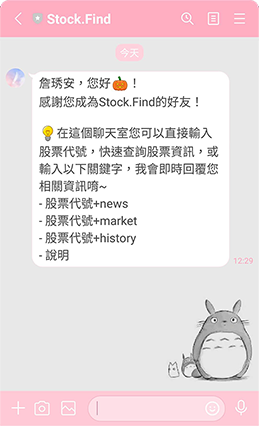 Stock.Find
今天
詹琇安，您好🎃！
感謝您成為Stock.Find的好友！
💡在這個聊天室您可以直接輸入
股票代號，快速查詢股票資訊，或
輸入以下關鍵字，我會即時回覆您
相關資訊唷~
- 股票代號+news
- 股票代號+market
- 股票代號+history
- 說明
12:29